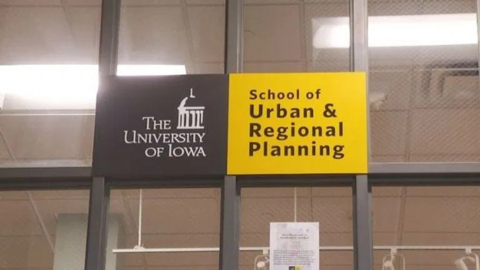 The
University
of Iowa
School of
Urban &
Regional
Planning